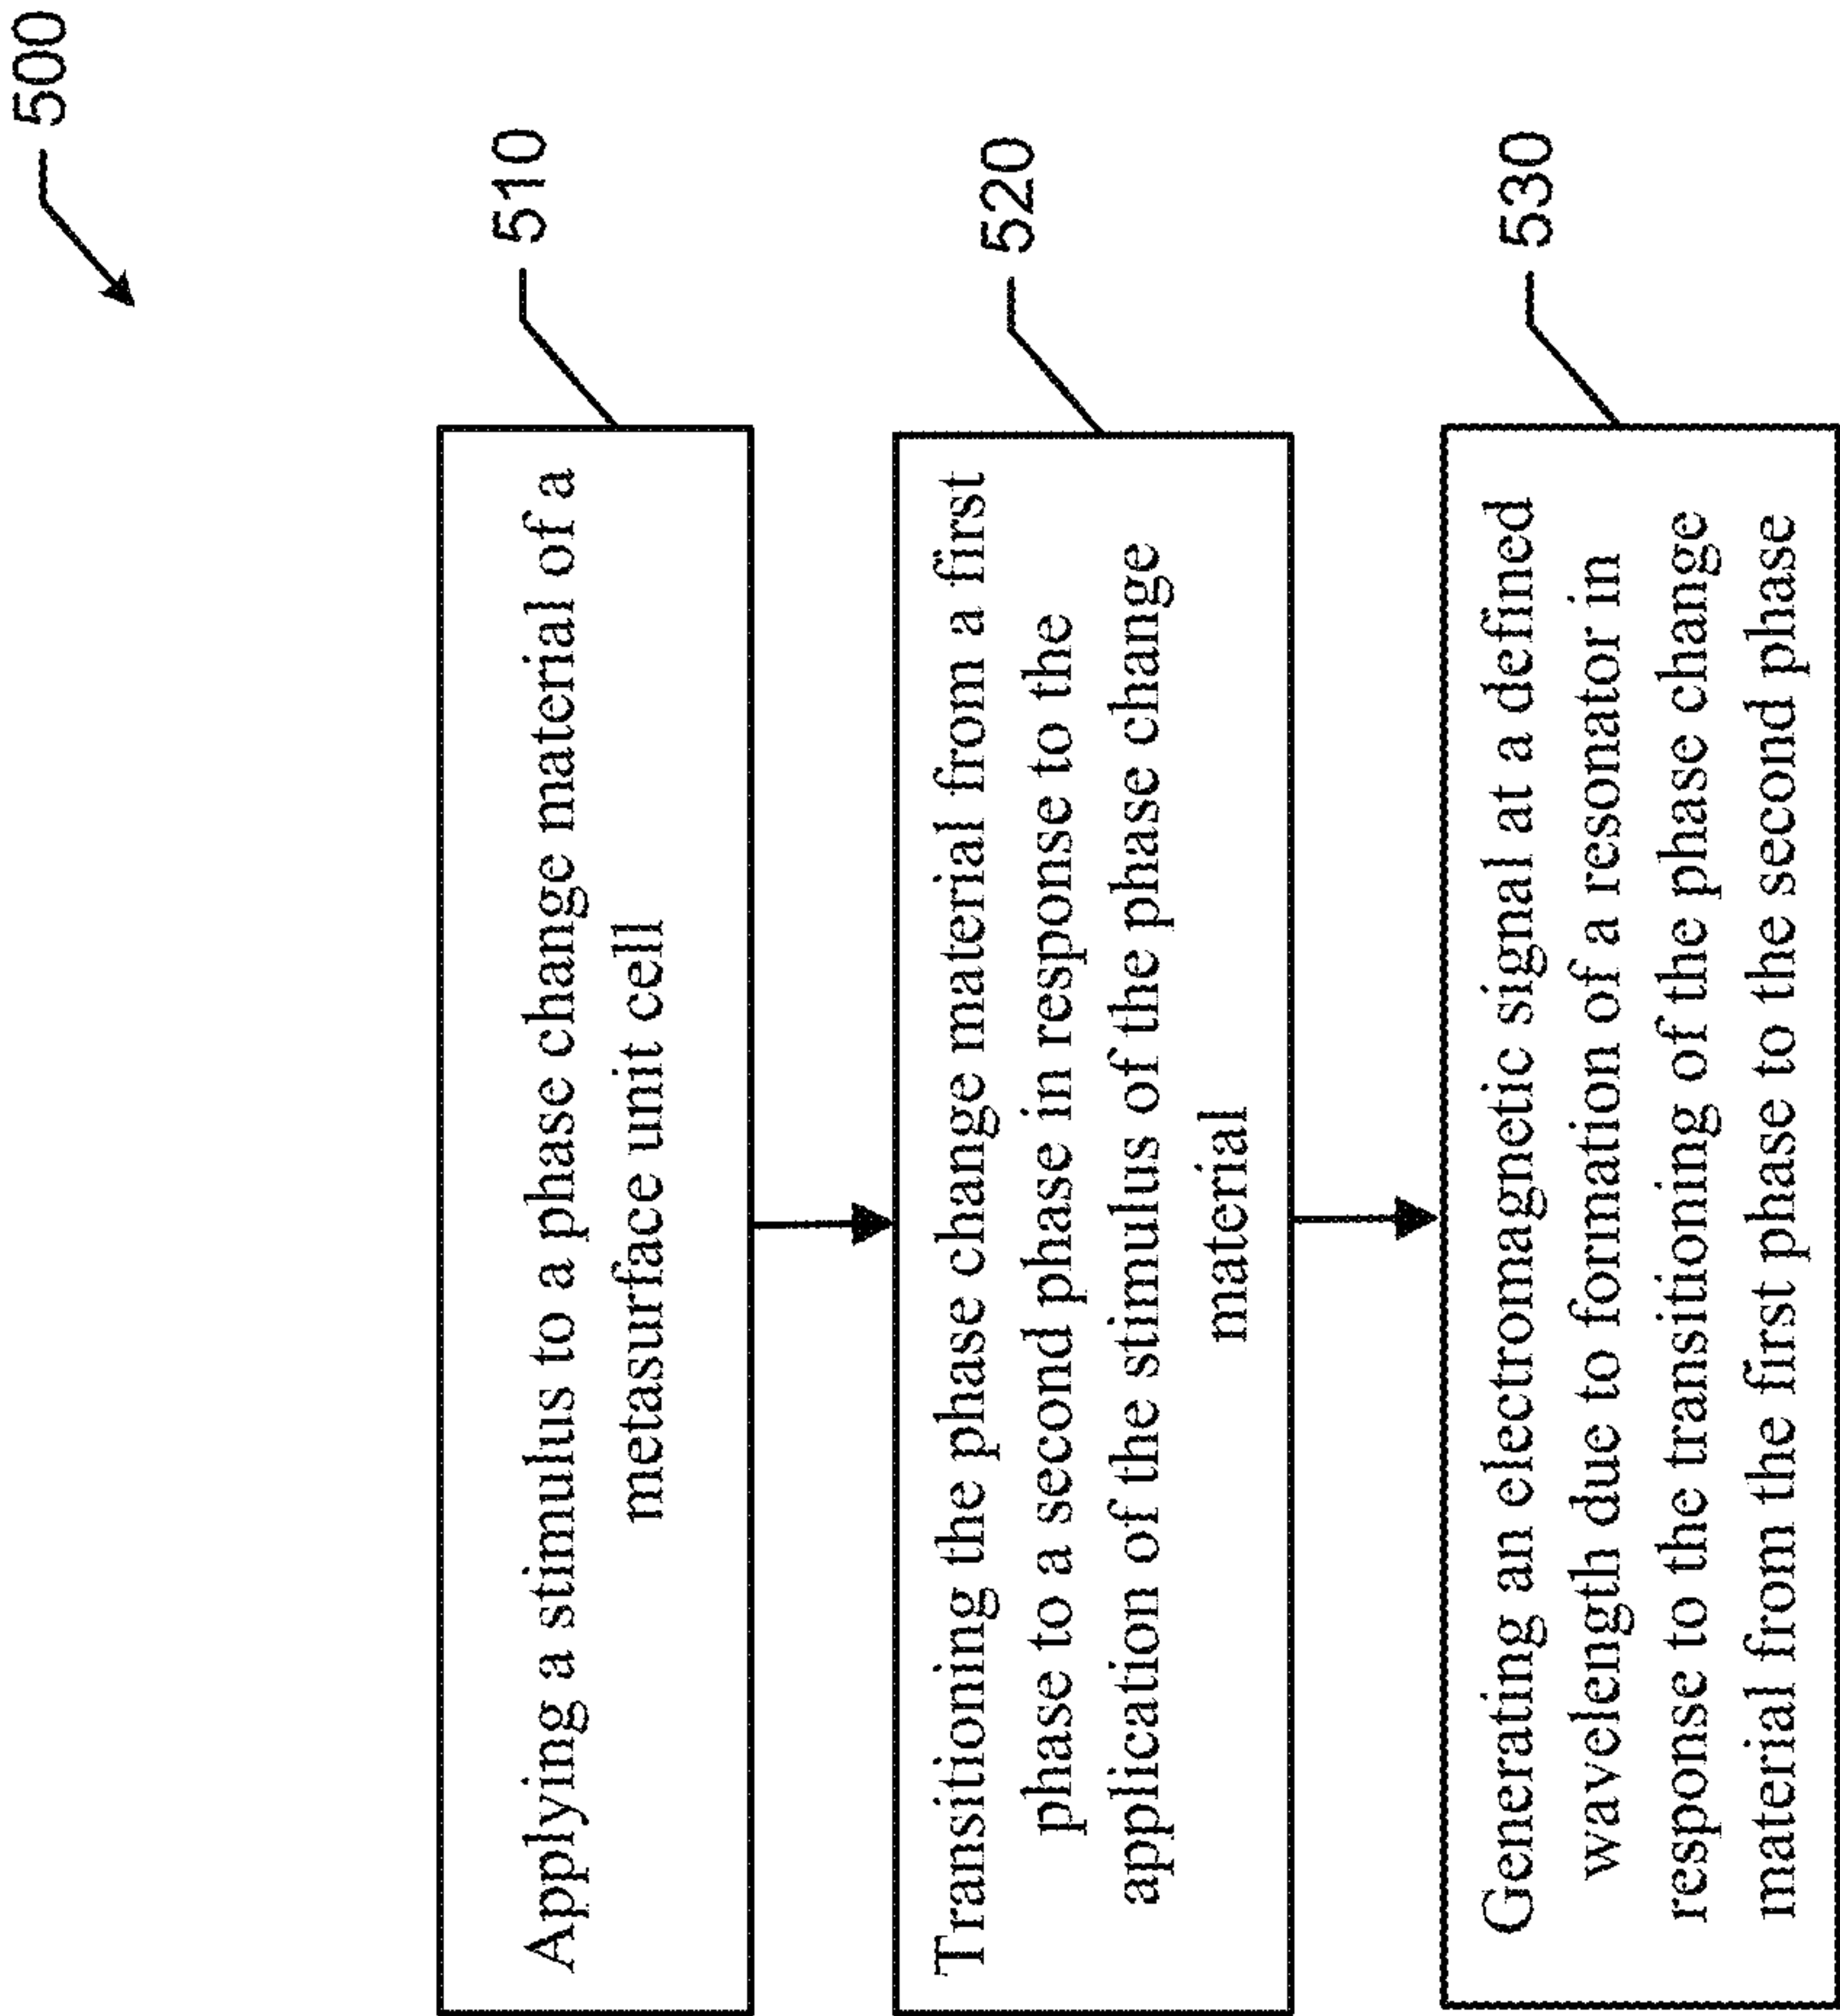 500
510
Applying a stimulus to a phase change material of a
metasurface unit cell
520
Transitioning the phase change material from a first
phase to a second phase in response to the
application of the stimulus of the phase change
material
530
Generating an electromagnetic signal at a defined
wavelength due to formation of a resonator in
response to the transitioning of the phase change
material from the first phase to the second phase